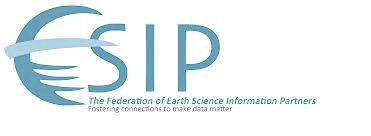 ESIP
The Federation of Earth Science Information Partners
Fostering connections to make data matter